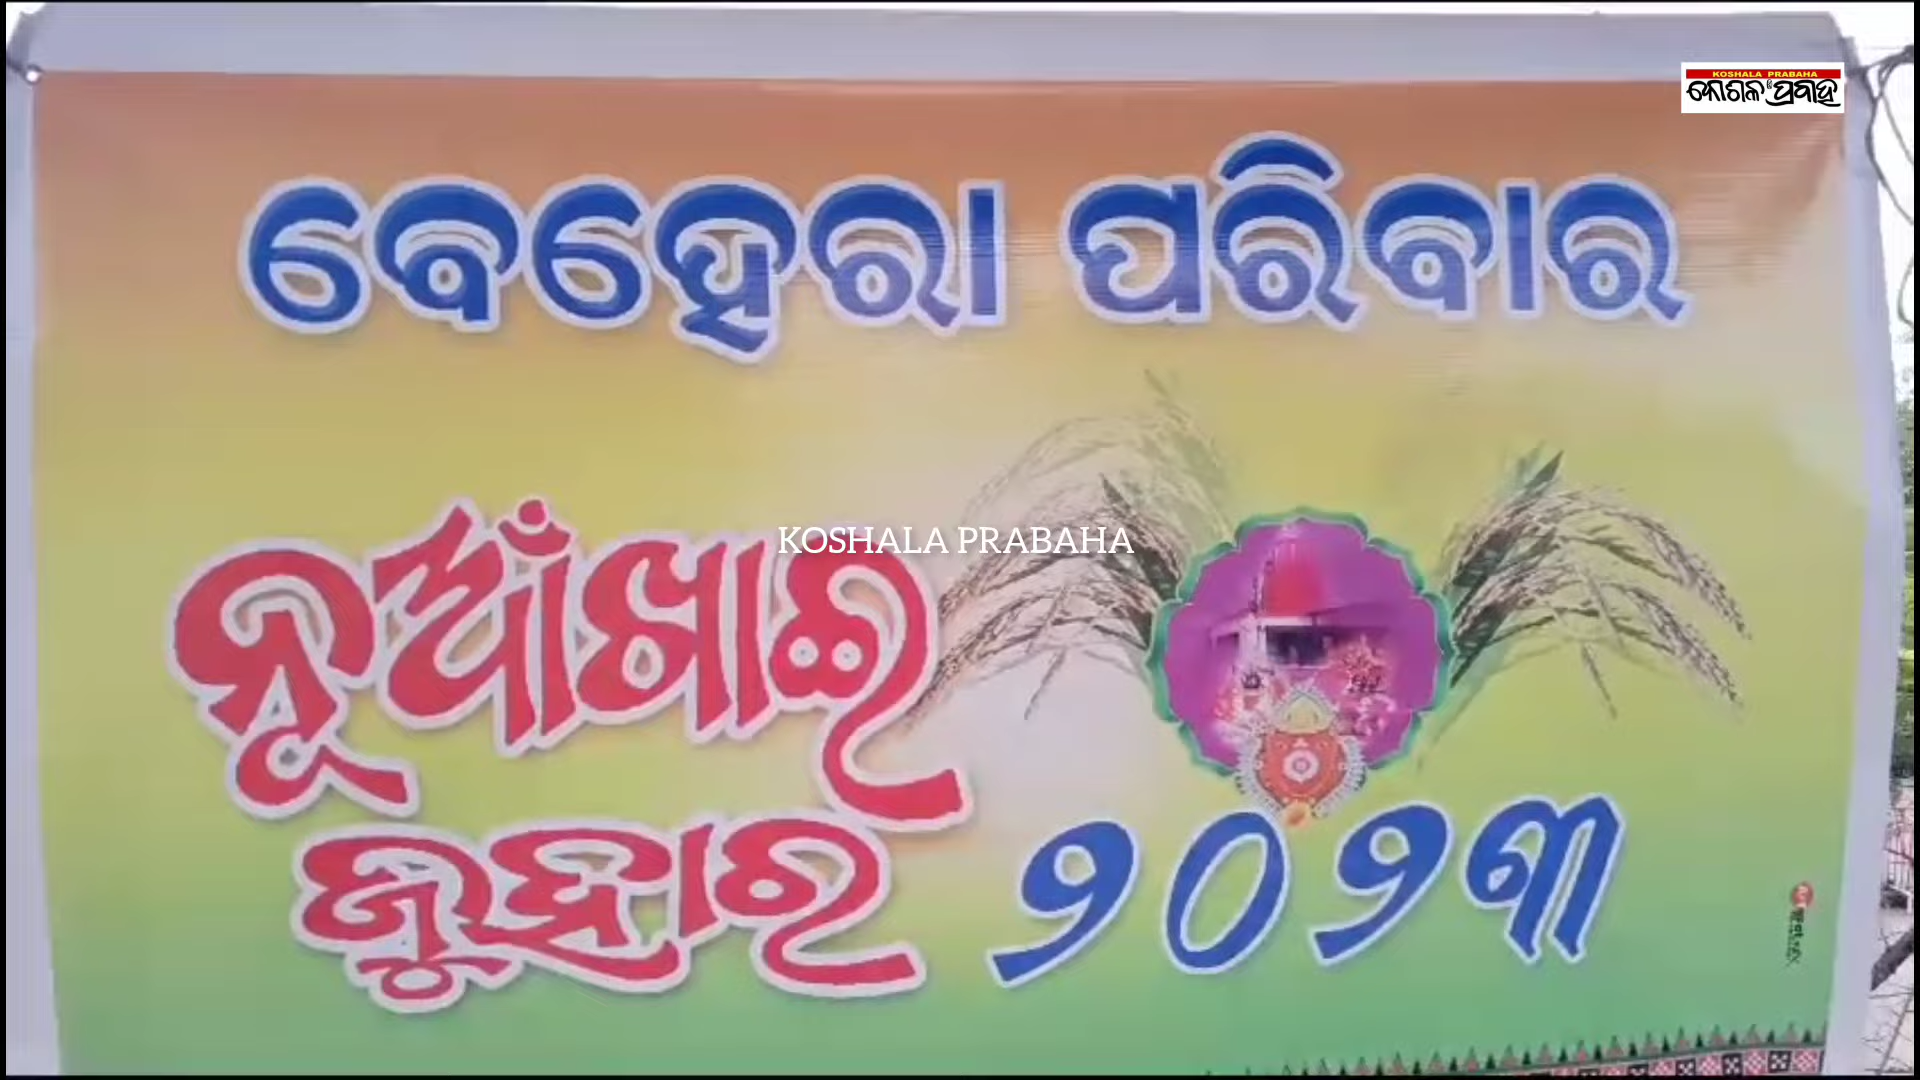 KOSHALA PRABAHA
କୋଶଳ ପ୍ରବାହ
ବେହେରା ପରିବାର
KOSHALA PRABAHA
ନୂଆଁଖାଇ
ଜୁହାର ୨୦୨୩